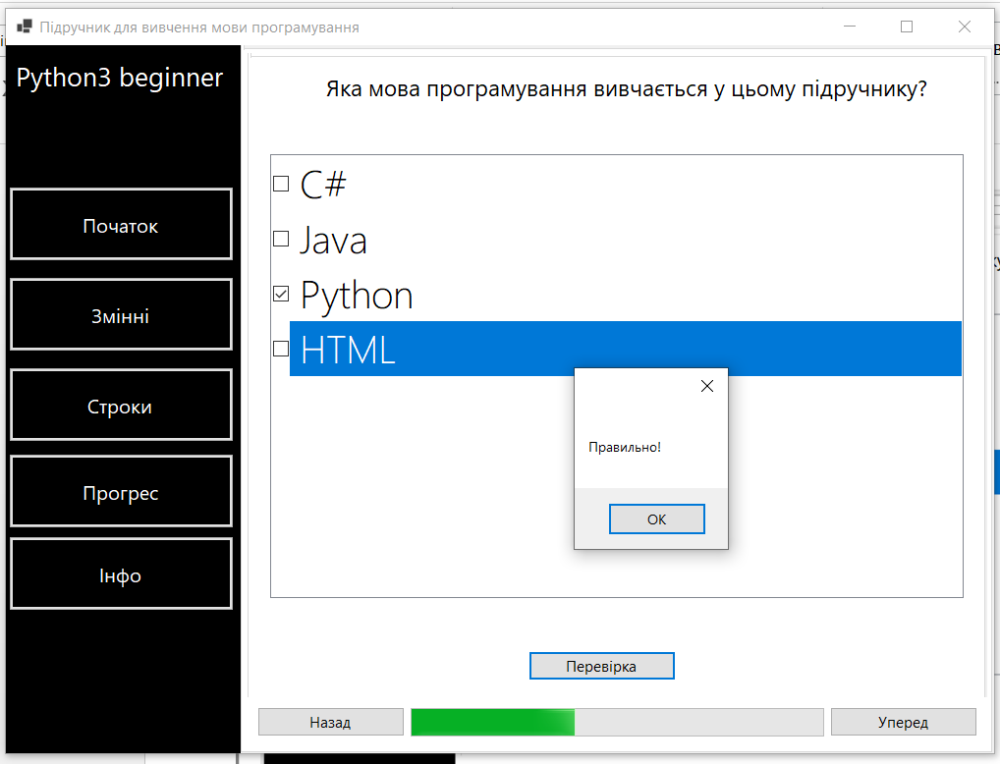 Підручник для вивчення мови програмування
Python3 beginner
Початок
Змінні
Строки
Прогрес
Інфо
Яка мова програмування вивчається у цьому підручнику?
C#
Java
Python
HTML
Правильно!
OK
Перевірка
Назад
Уперед